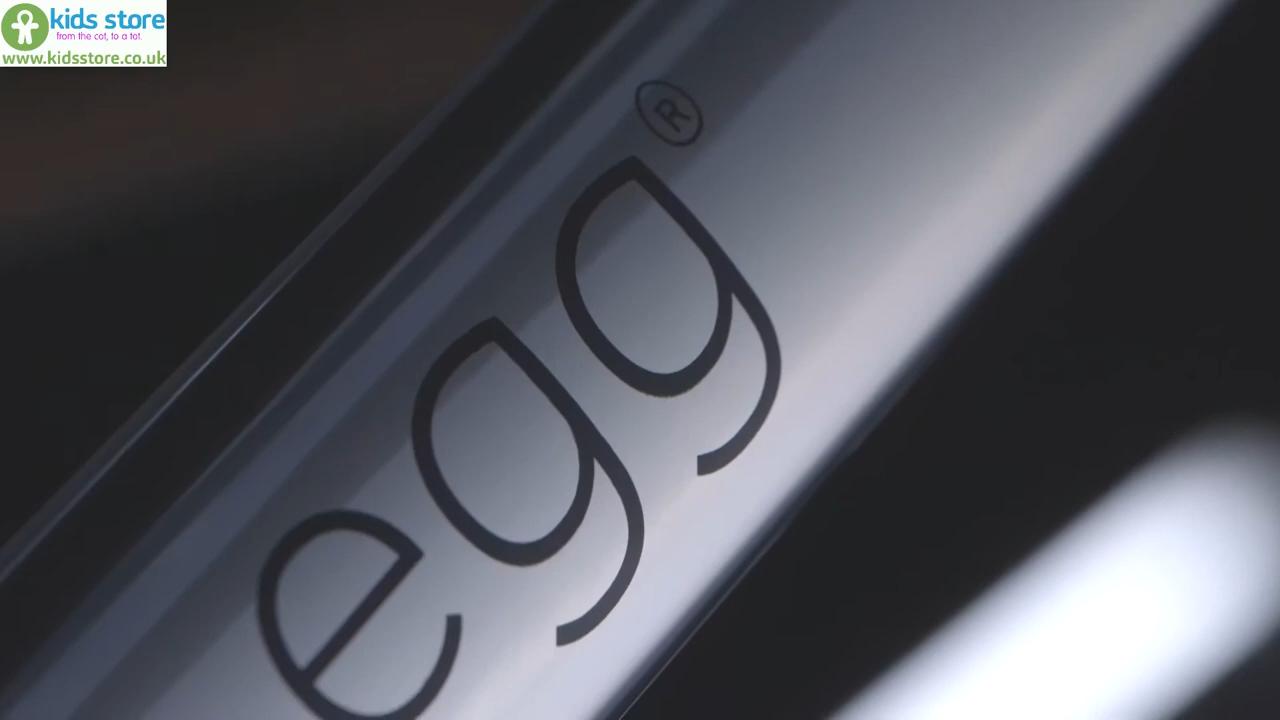 kids store
from the cot, to a tot.
www.kidsstore.co.uk
egg®